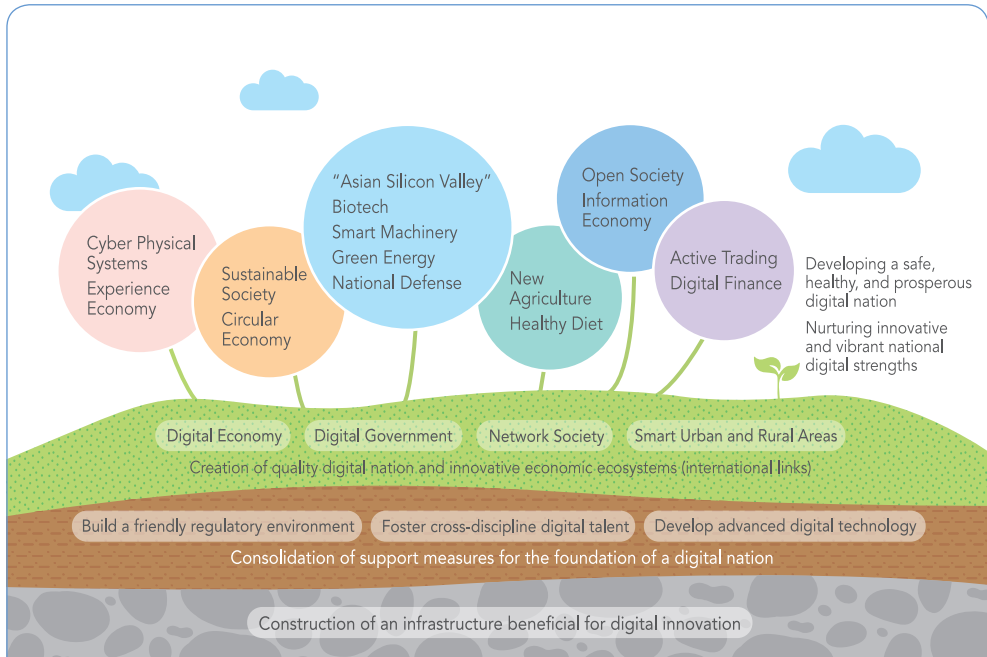 Cyber Physical
Systems
Experience
Economy
Sustainable
Society
Circular
Economy
“Asian Silicon Valley”
Biotech
Smart Machinery
Green Energy
National Defense
New
Agriculture
Healthy Diet
Open Society
Information
Economy
Active Trading
Digital Finance
Developing a safe,
healthy, and prosperous
digital nation
Nurturing innovative
and vibrant national
digital strengths
Digital Economy
Digital Government
Network Society
Smart Urban and Rural Areas
Creation of quality digital nation and innovative economic ecosystems (international links)
Build a friendly regulatory environment
Foster cross-discipline digital talent
Develop advanced digital technology
Consolidation of support measures for the foundation of a digital nation
Construction of an infrastructure beneficial for digital innovation